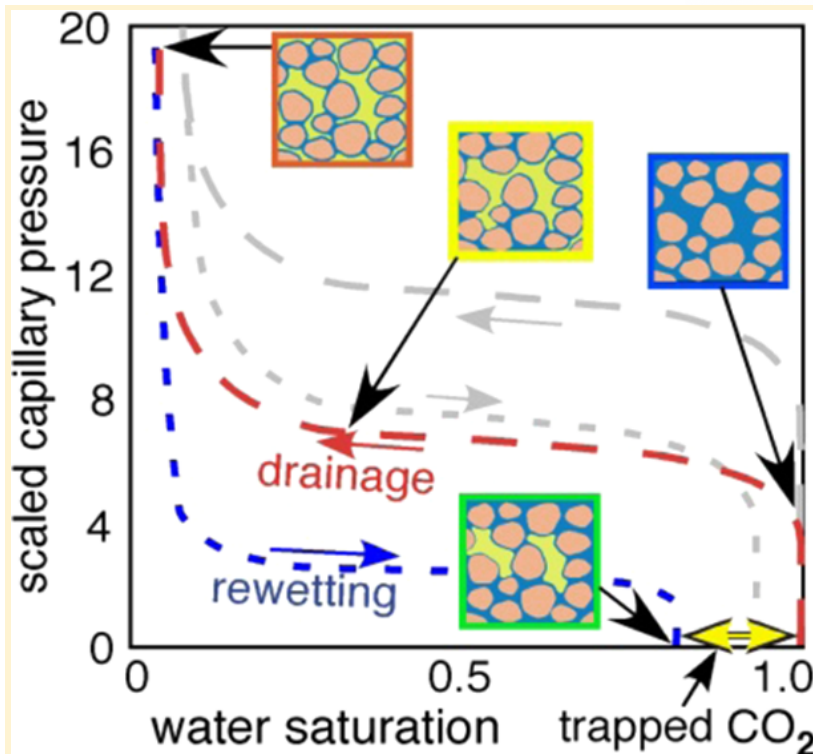 20
16
12
8
4
0
scaled capillary pressure
drainage
rewetting
0
0.5
1.0
water saturation
trapped CO₂